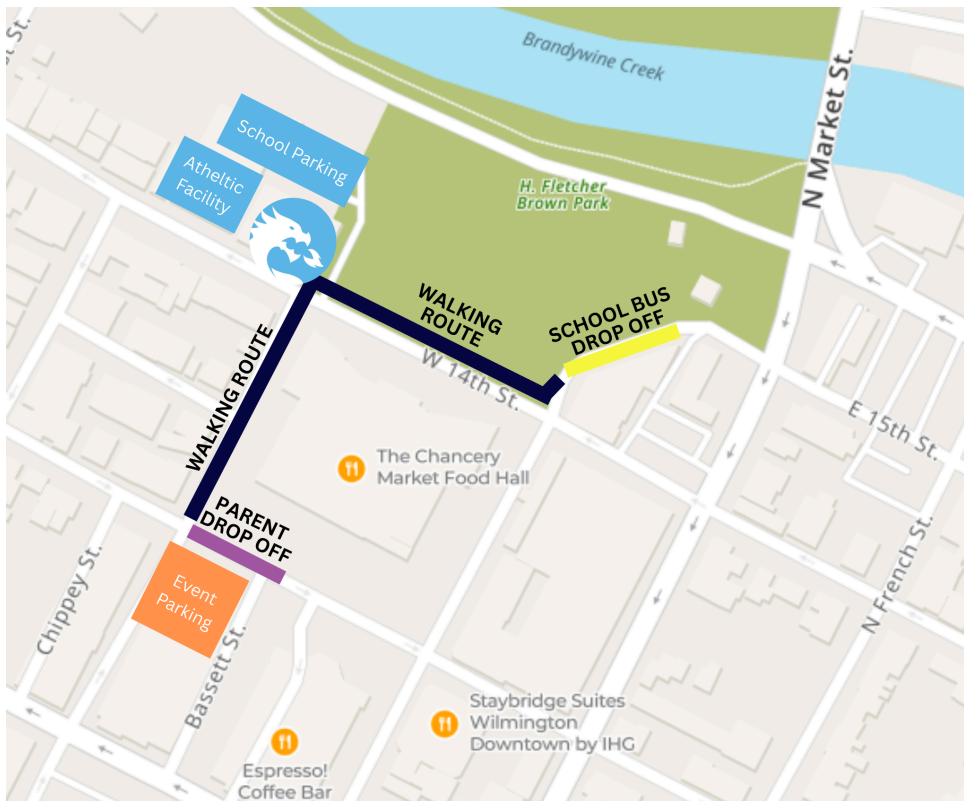 st St.
Brandywine Creek
N Market St.
School Parking
Atheltic
Facility
H. Fletcher
Brown Park
WALKING
ROUTE
SCHOOL BUS
DROP OFF
WALKING ROUTE
W 14th St.
E 15th St.
The Chancery
Market Food Hall
PARENT
DROP OFF
Event
Parking
Chippey St.
Bassett St.
N French St.
Staybridge Suites
Wilmington
Downtown by IHG
Espresso!
Coffee Bar